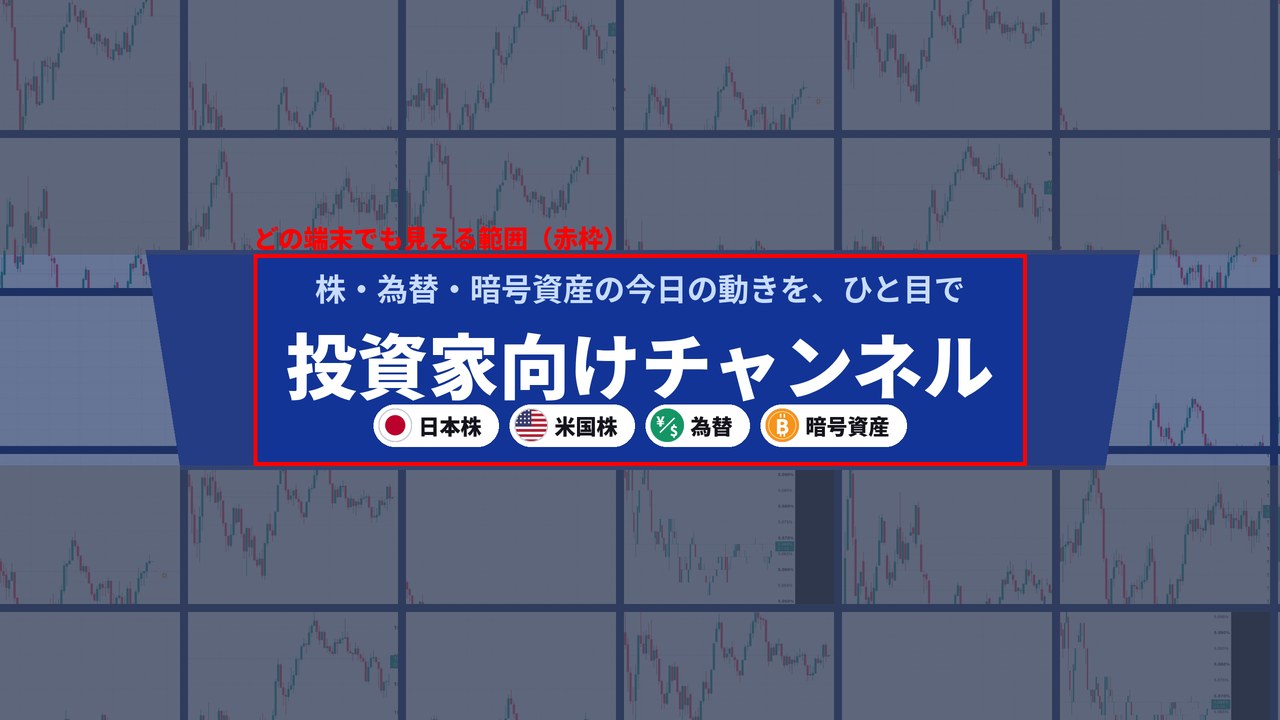 どの端末でも見える範囲（赤枠）
株・為替・暗号資産の今日の動きを、ひと目で
投資家向けチャンネル
日本株 米国株 ¥/$ 為替 B 暗号資産